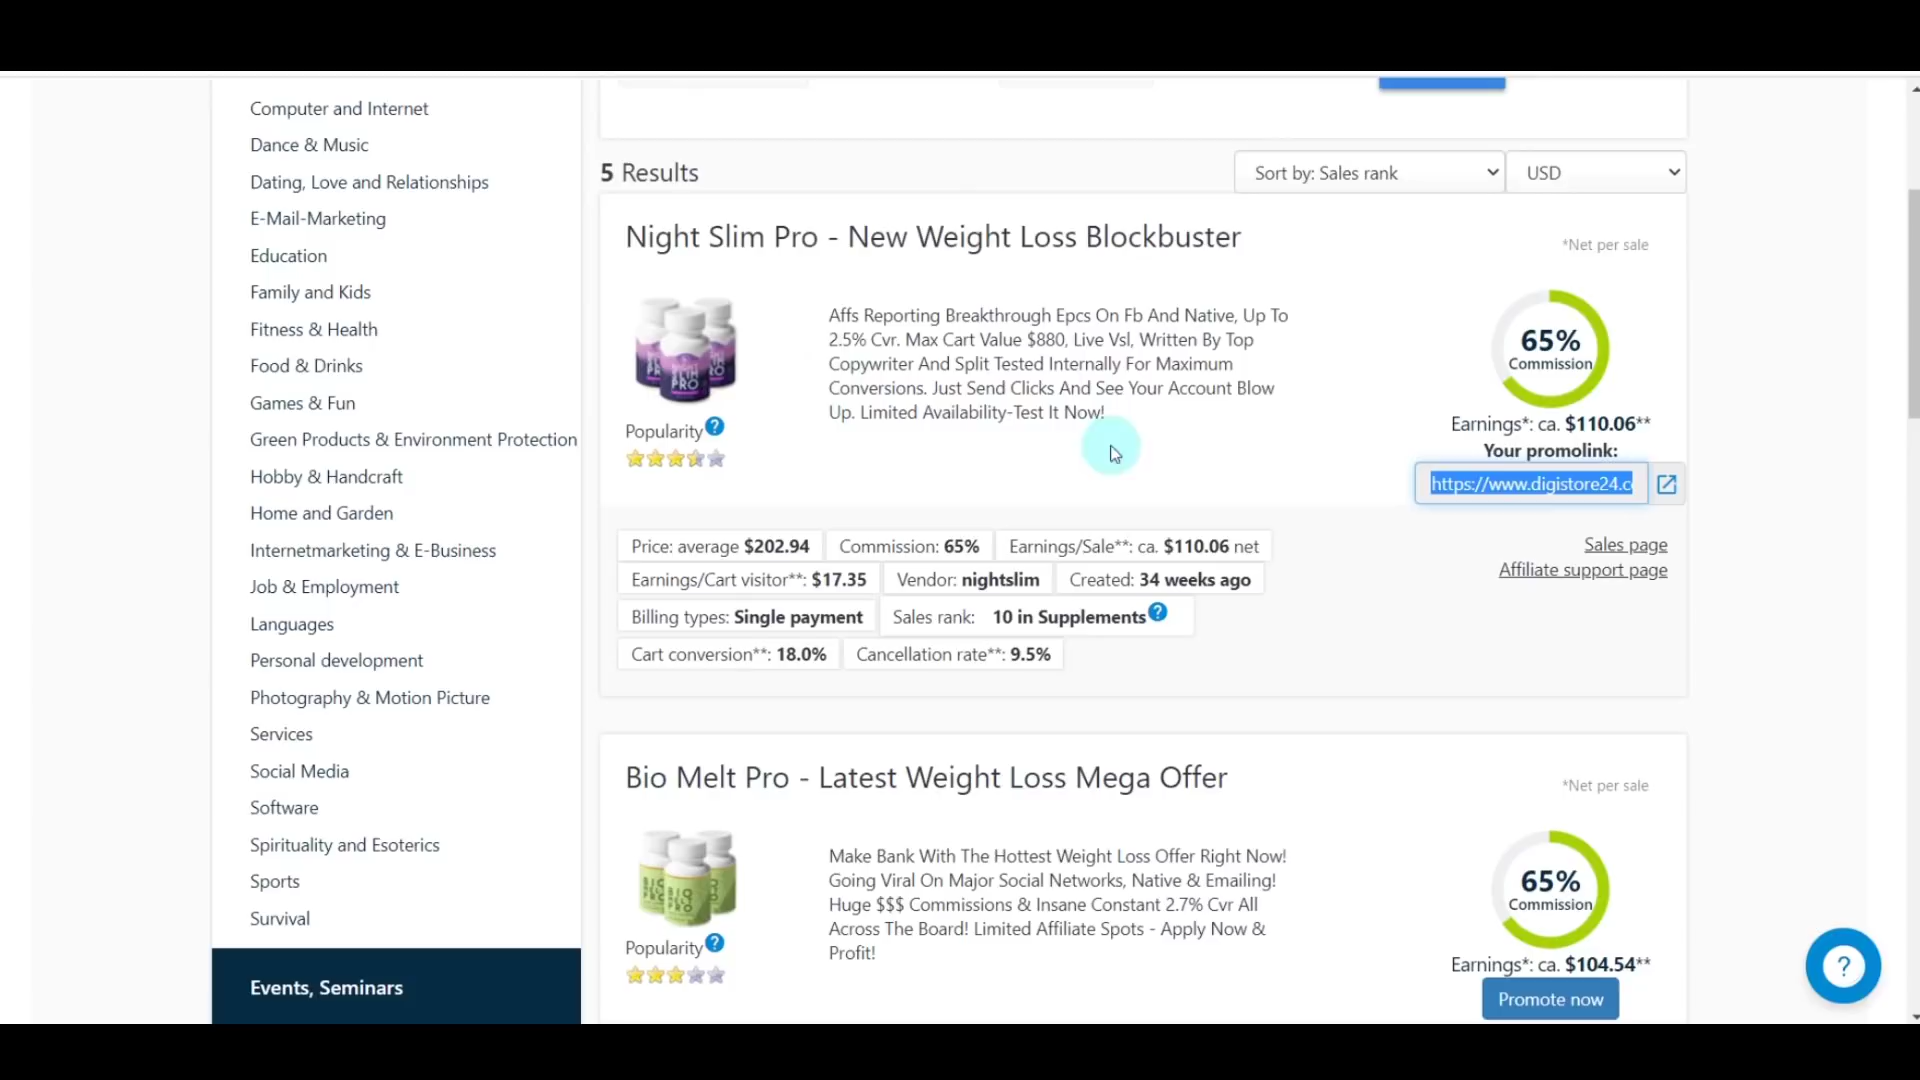 Computer and Internet
Dance & Music
Dating, Love and Relationships
E-Mail-Marketing
Education
Family and Kids
Fitness & Health
Food & Drinks
Games & Fun
Green Products & Environment Protection
Hobby & Handcraft
Home and Garden
Internetmarketing & E-Business
Job & Employment
Languages
Personal development
Photography & Motion Picture
Services
Social Media
Software
Spirituality and Esoterics
Sports
Survival
Events, Seminars
5 Results
Sort by: Sales rank
USD
Night Slim Pro - New Weight Loss Blockbuster
*Net per sale
SLIM
PRO
Popularity ?
Affs Reporting Breakthrough Epcs On Fb And Native, Up To
2.5% Cvr. Max Cart Value $880, Live Vsl, Written By Top
Copywriter And Split Tested Internally For Maximum
Conversions. Just Send Clicks And See Your Account Blow
Up. Limited Availability-Test It Now!
65%
Commission
Earnings*: ca. $110.06**
Your promolink:
https://www.digistore24.c
Price: average $202.94
Commission: 65%
Earnings/Sale**: ca. $110.06 net
Earnings/Cart visitor**: $17.35
Vendor: nightslim
Created: 34 weeks ago
Billing types: Single payment
Sales rank: 10 in Supplements ?
Cart conversion**: 18.0%
Cancellation rate**: 9.5%
Sales page
Affiliate support page
Bio Melt Pro - Latest Weight Loss Mega Offer
*Net per sale
Popularity ?
Make Bank With The Hottest Weight Loss Offer Right Now!
Going Viral On Major Social Networks, Native & Emailing!
Huge $$$ Commissions & Insane Constant 2.7% Cvr All
Across The Board! Limited Affiliate Spots - Apply Now &
Profit!
65%
Commission
Earnings*: ca. $104.54**
Promote now
?